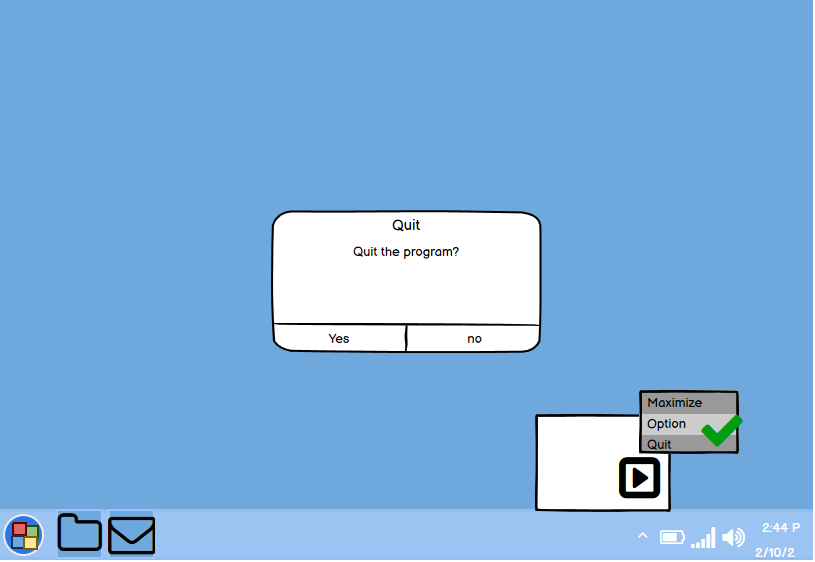 Quit
Quit the program?
Yes
no
Maximize
Option
Quit
2:44 P
2/10/2